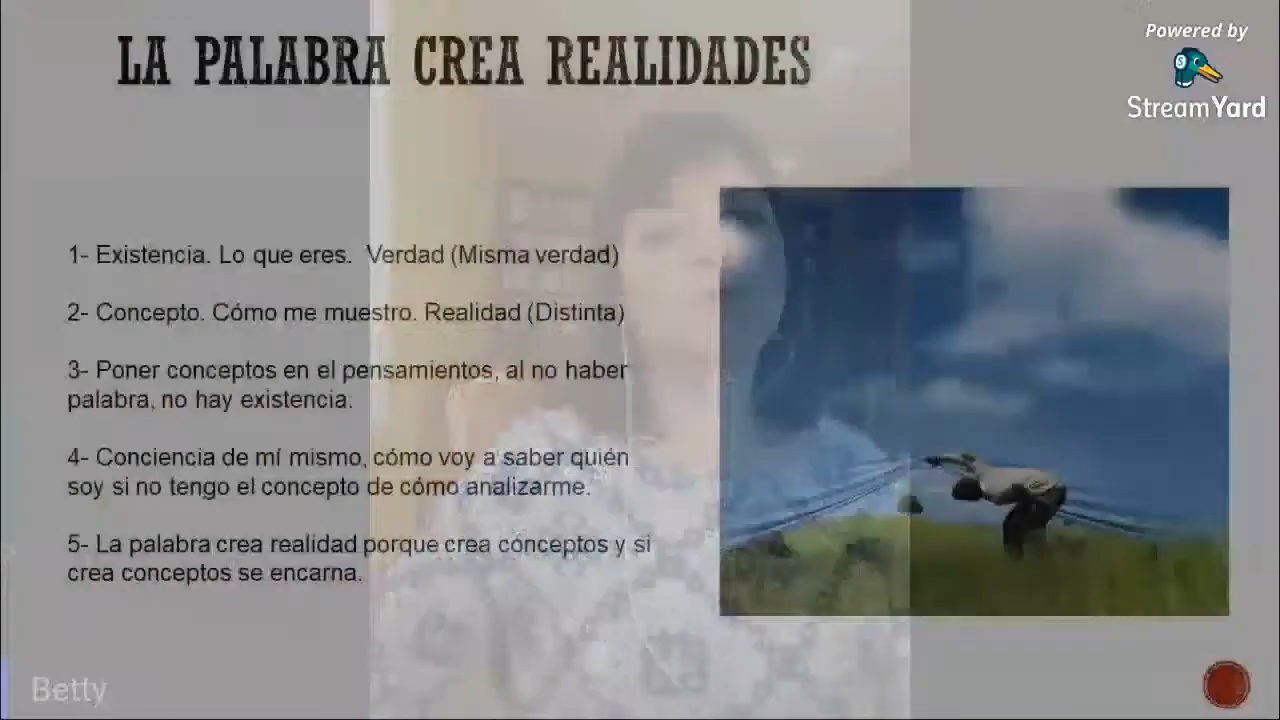 LA PALABRA CREA REALIDADES
Powered by
StreamYard
1- Existencia. Lo que eres. Verdad (Misma verdad)
2- Concepto. Cómo me muestro. Realidad (Distinta)
3- Poner conceptos en el pensamientos, al no haber
palabra, no hay existencia.
4- Conciencia de mí mismo, cómo voy a saber quién
soy si no tengo el concepto de cómo analizarme.
5- La palabra crea realidad porque crea conceptos y si
crea conceptos se encarna.
Betty